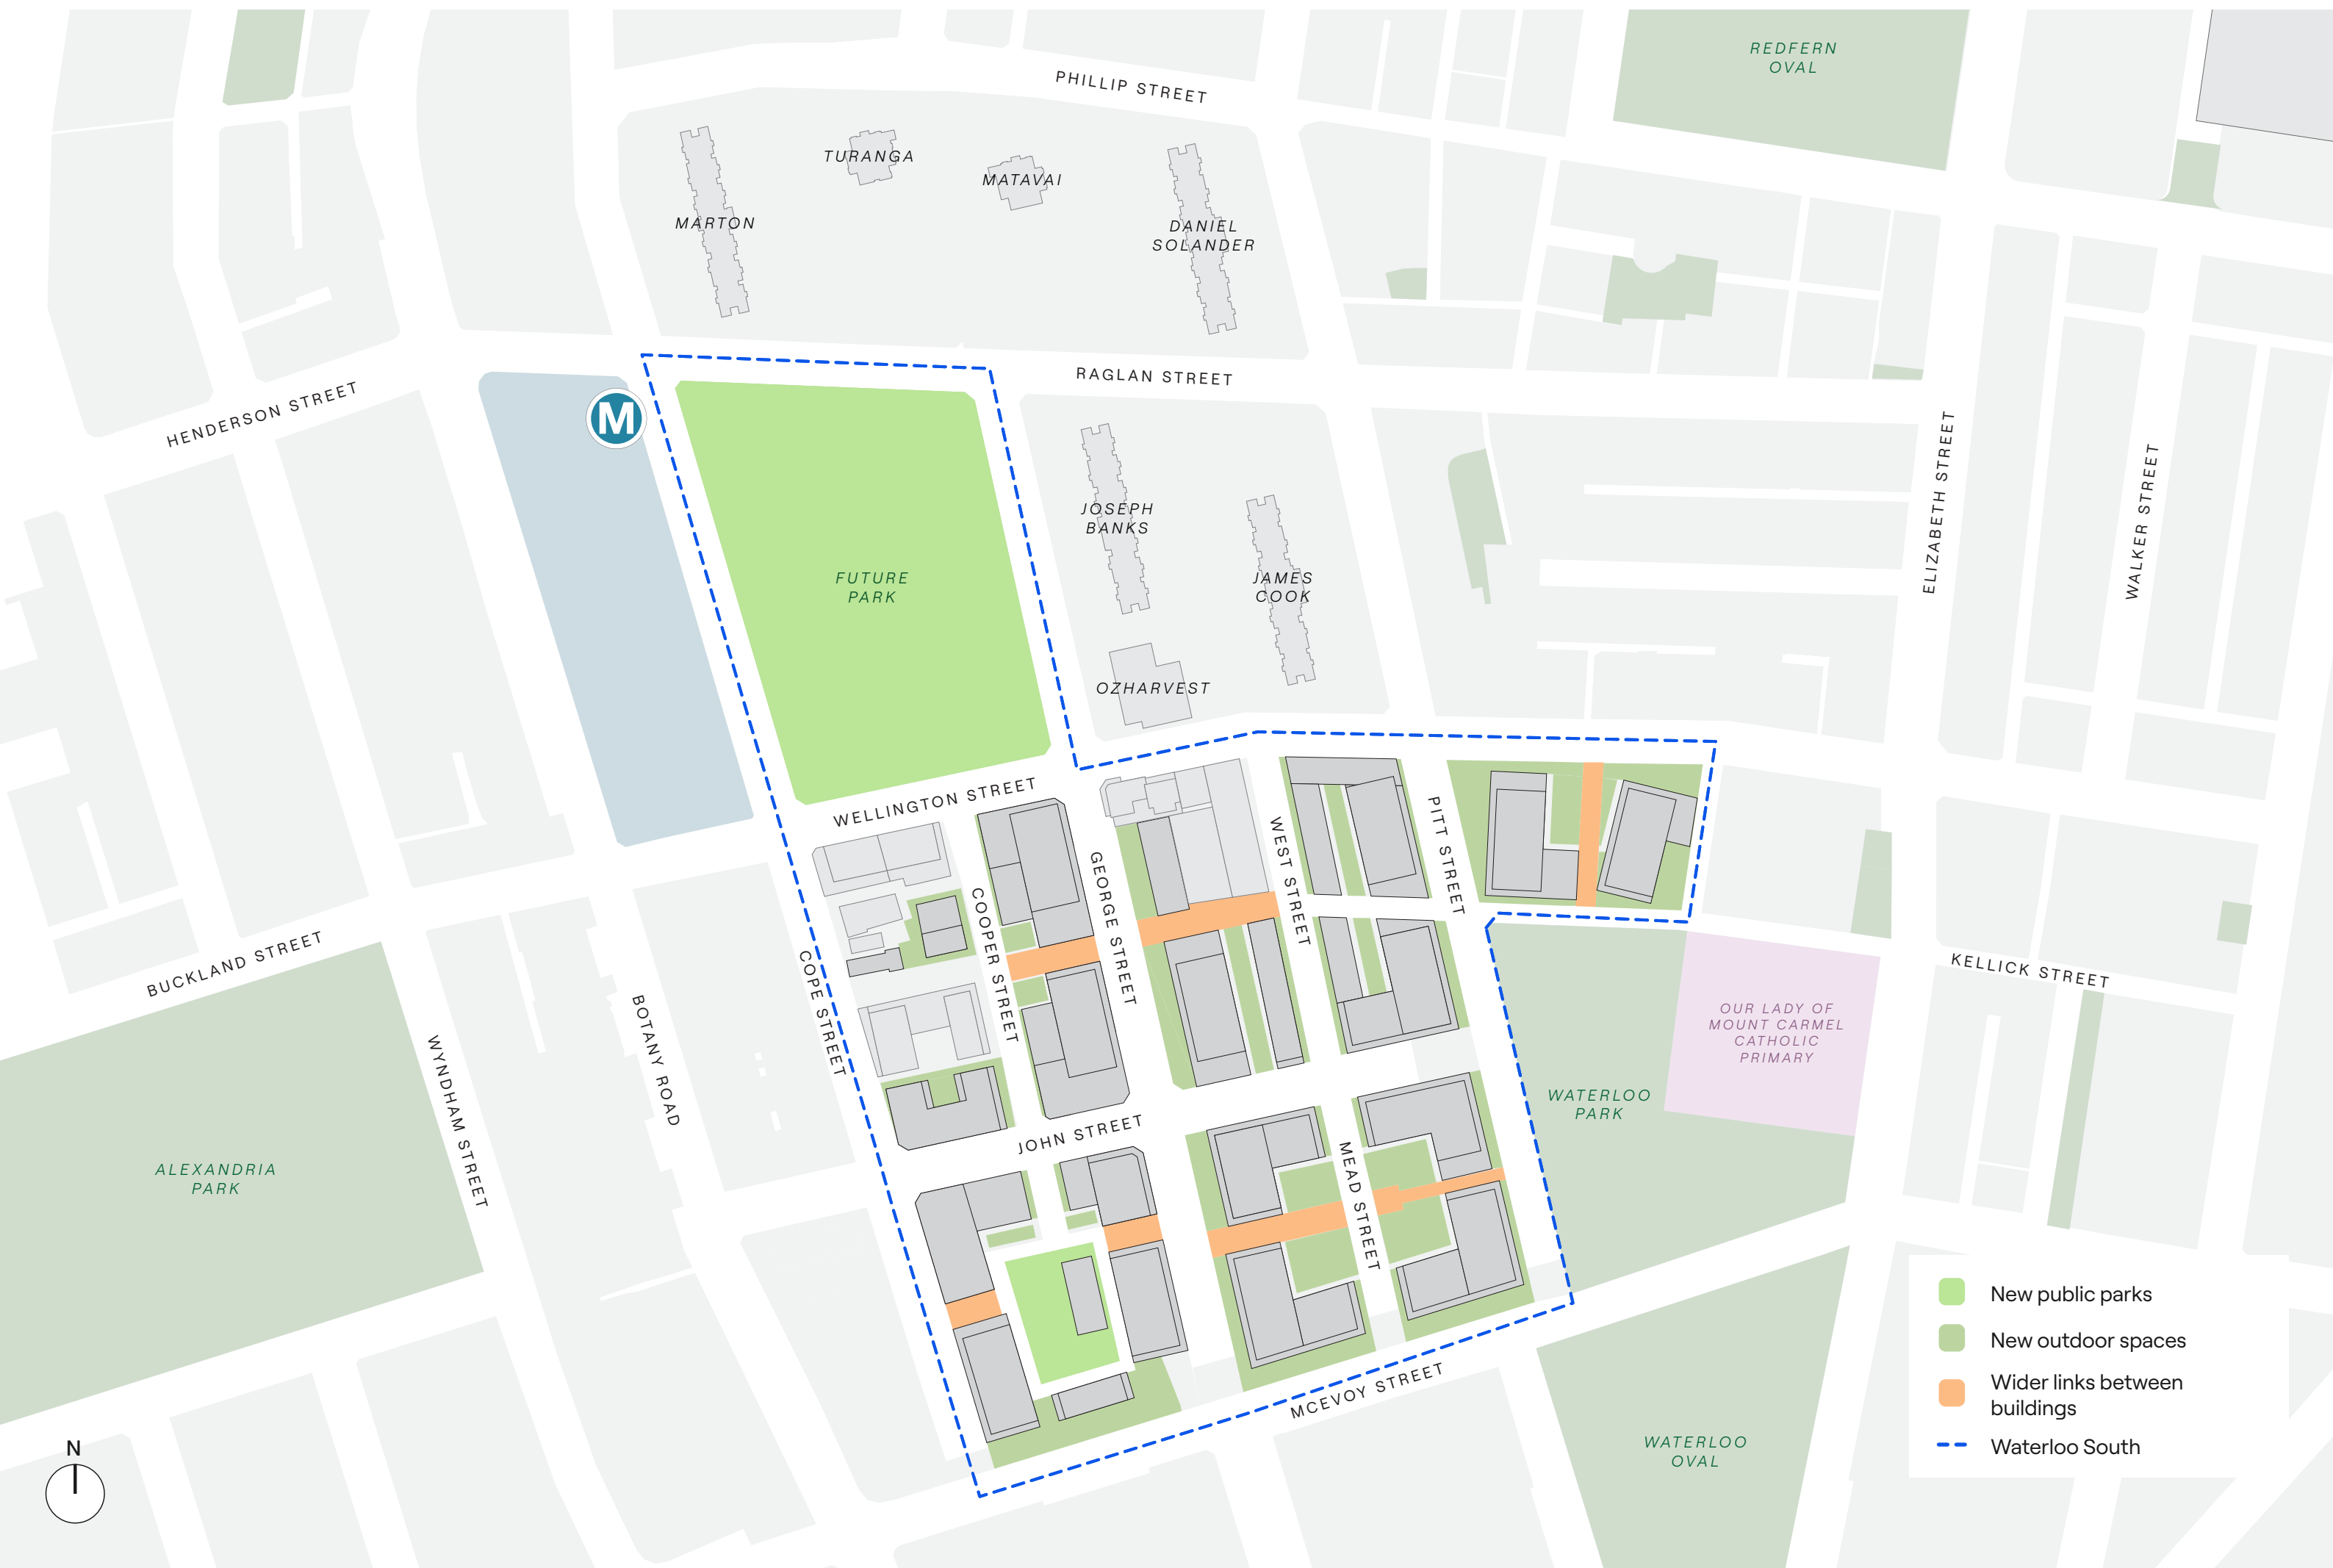 REDFERN
OVAL
PHILLIP STREET
TURANGA
MATAVAI
MARTON
DANIEL
SOLANDER
RAGLAN STREET
HENDERSON STREET
M
ELIZABETH STREET
WALKER STREET
JOSEPH
BANKS
FUTURE
PARK
JAMES
COOK
OZHARVEST
WELLINGTON STREET
PITT STREET
WEST STREET
GEORGE STREET
COOPER STREET
COPE STREET
BUCKLAND STREET
KELLICK STREET
BOTANY ROAD
WYNDHAM STREET
OUR LADY OF
MOUNT CARMEL
CATHOLIC
PRIMARY
WATERLOO
PARK
JOHN STREET
MEAD STREET
ALEXANDRIA
PARK
MCEVOY STREET
WATERLOO
OVAL
New public parks
New outdoor spaces
Wider links between
buildings
Waterloo South
N